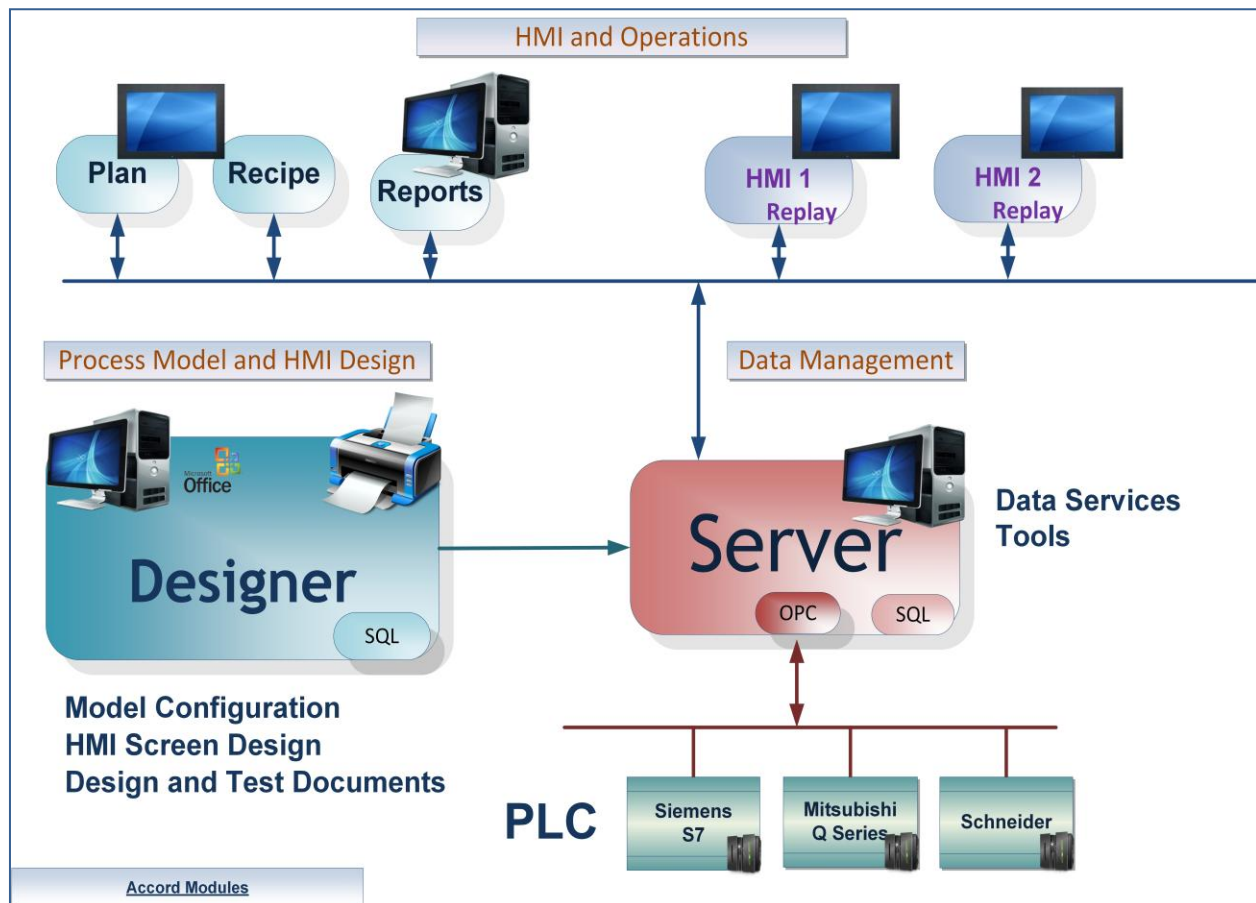 HMI and Operations
Plan
Recipe
Reports
HMI 1
Replay
HMI 2
Replay
Process Model and HMI Design
Data Management
Microsoft
Office
Designer
SQL
Server
OPC
SQL
Data Services
Tools
Model Configuration
HMI Screen Design
Design and Test Documents
PLC
Siemens
S7
Mitsubishi
Q Series
Schneider
Accord Modules